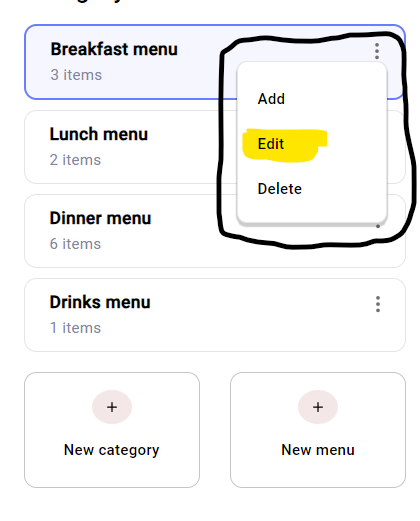 Breakfast menu
3 items
Add
Edit
Delete
Lunch menu
2 items
Dinner menu
6 items
Drinks menu
1 items
+
New category
+
New menu